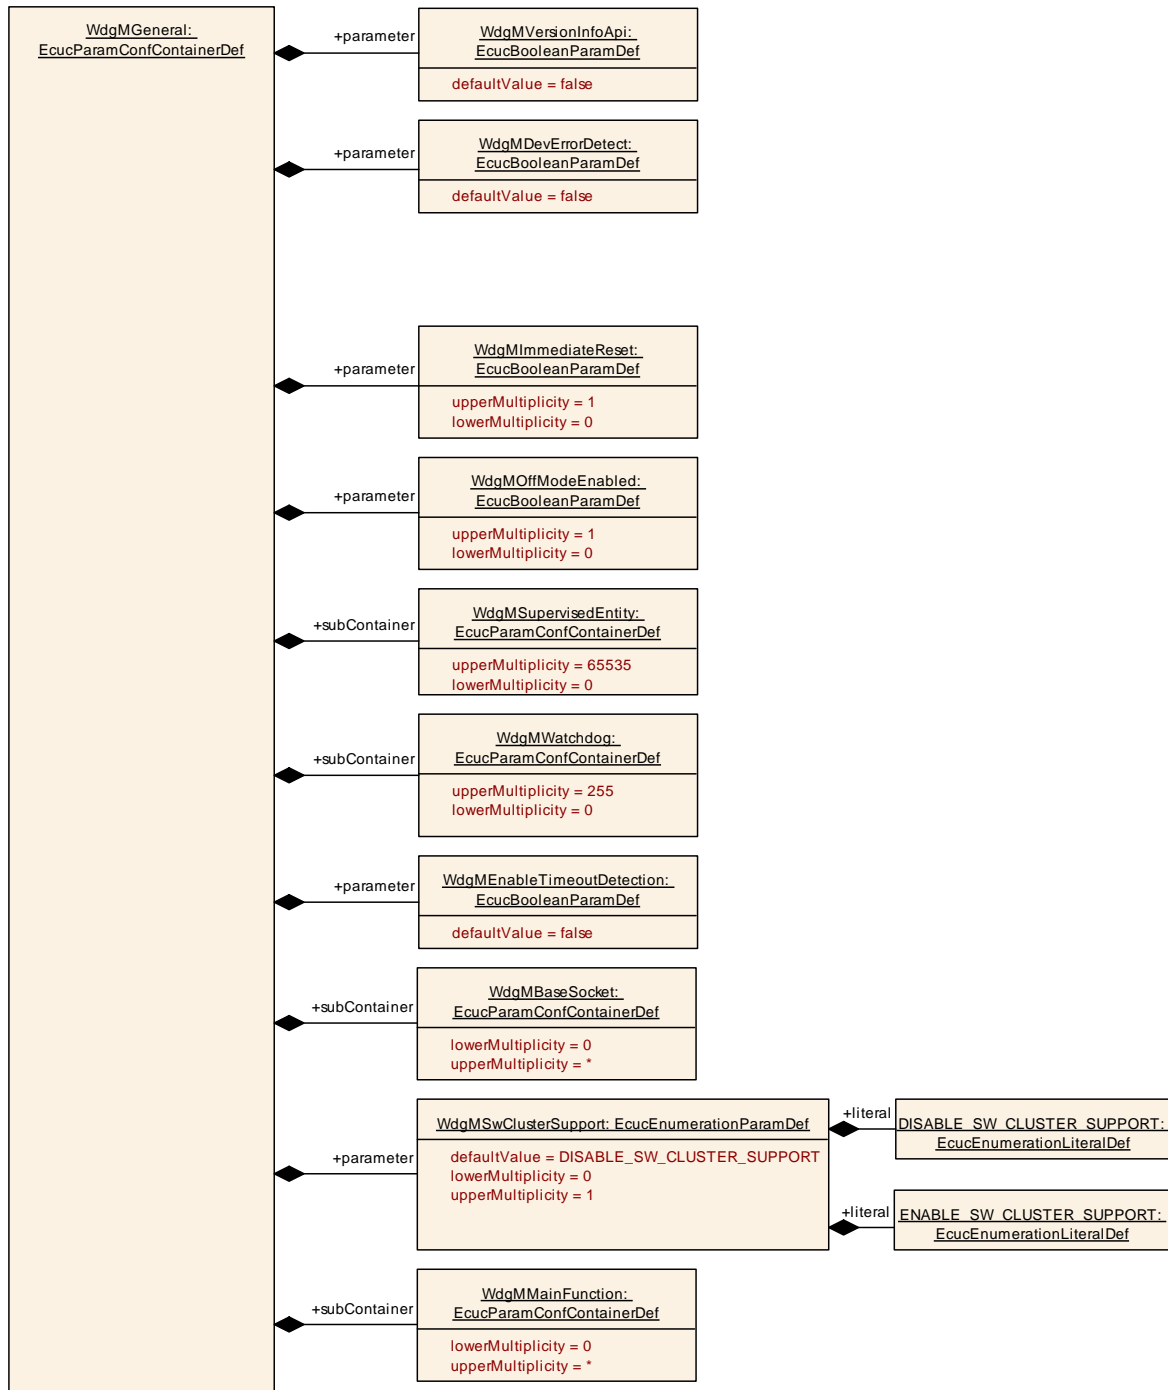 WdgMGeneral:
EcucParamConfContainerDef
+parameter
WdgMVersionInfoApi:
EcucBooleanParamDef
defaultValue = false
+parameter
WdgMDevErrorDetect:
EcucBooleanParamDef
defaultValue = false
+parameter
WdgMImmediateReset:
EcucBooleanParamDef
upperMultiplicity = 1
lowerMultiplicity = 0
+parameter
WdgMOffModeEnabled:
EcucBooleanParamDef
upperMultiplicity = 1
lowerMultiplicity = 0
+subContainer
WdgMSupervisedEntity:
EcucParamConfContainerDef
upperMultiplicity = 65535
lowerMultiplicity = 0
+subContainer
WdgMWatchdog:
EcucParamConfContainerDef
upperMultiplicity = 255
lowerMultiplicity = 0
+parameter
WdgMEnableTimeoutDetection:
EcucBooleanParamDef
defaultValue = false
+subContainer
WdgMBaseSocket:
EcucParamConfContainerDef
lowerMultiplicity = 0
upperMultiplicity = *
+parameter
WdgMSwClusterSupport: EcucEnumerationParamDef
defaultValue = DISABLE_SW_CLUSTER_SUPPORT
lowerMultiplicity = 0
upperMultiplicity = 1
+literal
DISABLE_SW_CLUSTER_SUPPORT:
EcucEnumerationLiteralDef
+literal
ENABLE_SW_CLUSTER_SUPPORT:
EcucEnumerationLiteralDef
+subContainer
WdgMMainFunction:
EcucParamConfContainerDef
lowerMultiplicity = 0
upperMultiplicity = *